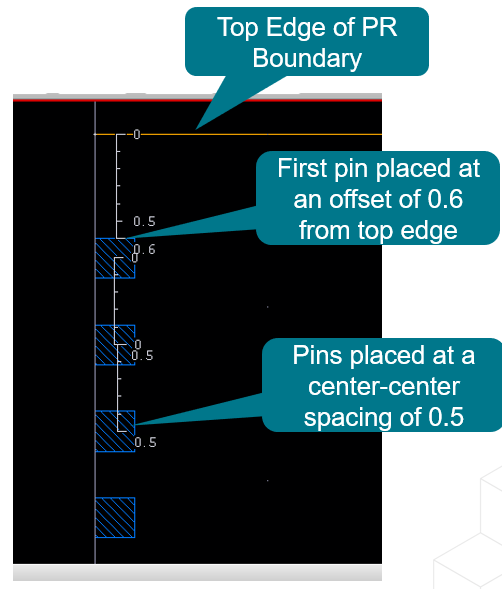 Top Edge of PR
Boundary
0
First pin placed at
an offset of 0.6
from top edge
0.5
0.6
0
0
0.5
Pins placed at a
center-center
spacing of 0.5
0.5